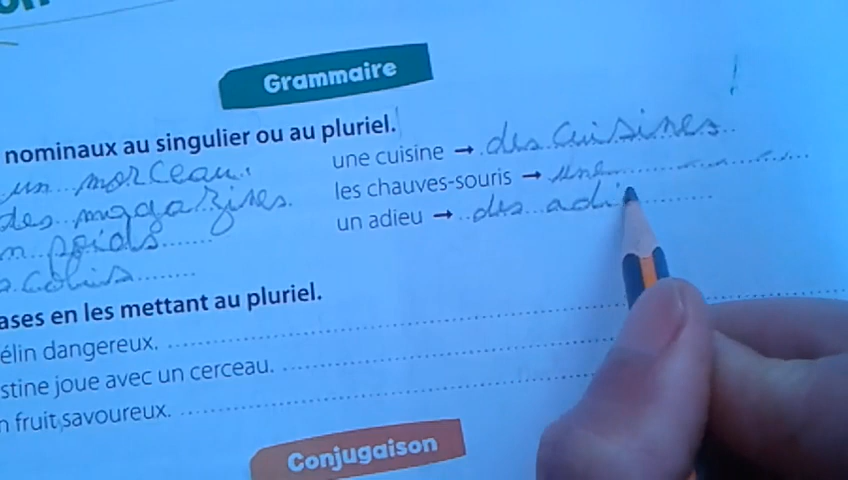 on
Grammaire
nominaux au singulier ou au pluriel.
un morceau. une cuisine → des cuisines
des magazines. les chauves-souris → une
n poids un adieu → des adi
s colis
ases en les mettant au pluriel.
élin dangereux.
stine joue avec un cerceau.
n fruit savoureux.
Conjugaison